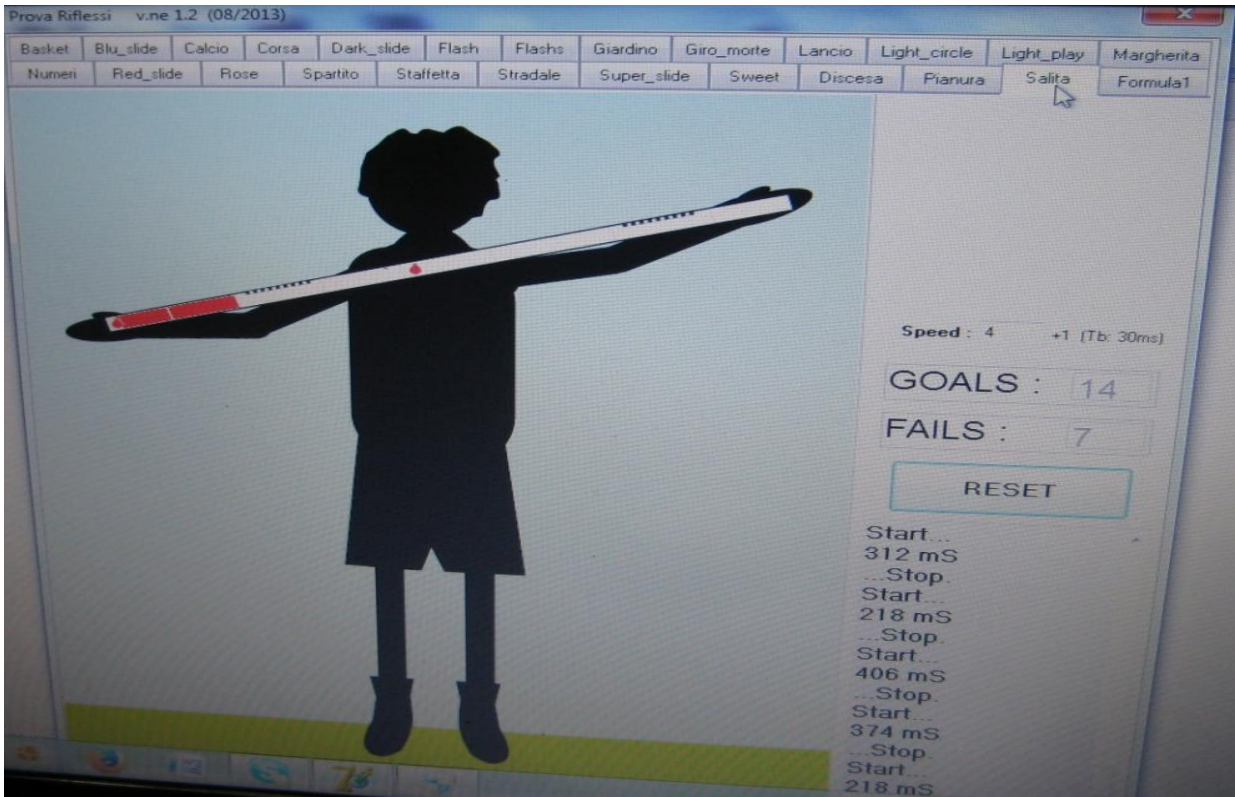 Prova Riflessi v.ne 1.2 (08/2013)
Basket Blu_slide Calcio Corsa Dark_slide Flash Flashs Giardino Giro_morte Lancio Light_circle Light_play Margherita
Numeri Red_slide Rose Spartito Staffetta Stradale Super_slide Sweet Discesa Pianura Salita Formula1
Speed : 4 +1 (Tb: 30ms)
GOALS : 14
FAILS : 7
RESET
Start...
312 mS
...Stop.
Start...
218 mS
...Stop.
Start...
406 mS
...Stop.
Start...
374 mS
...Stop.
Start...
218 mS